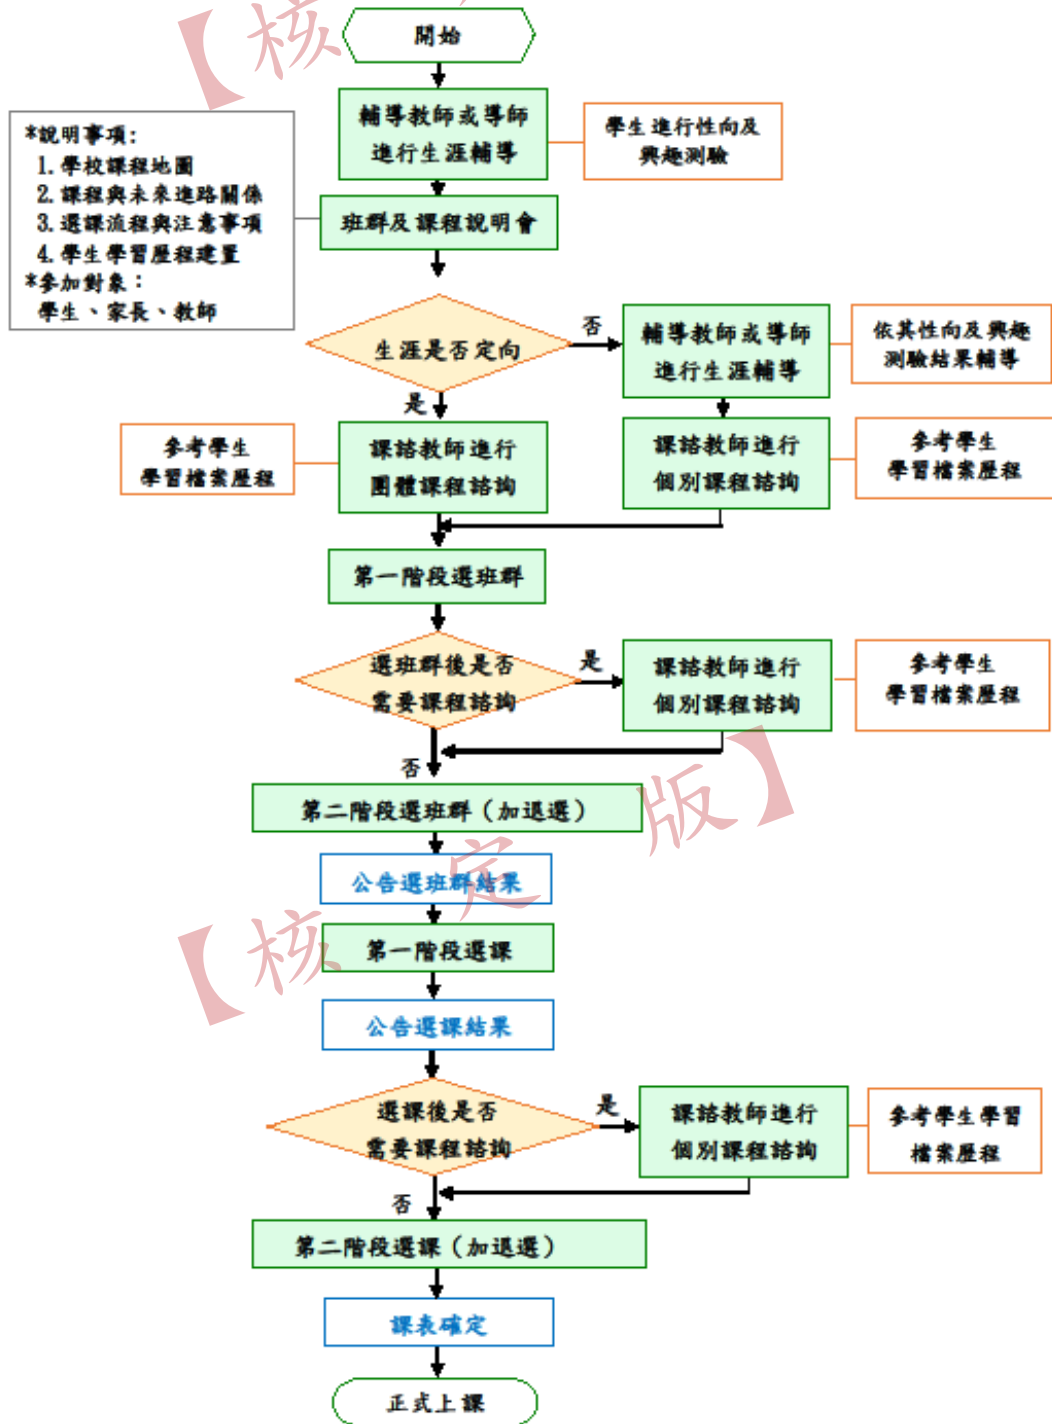 【核
開始
輔導教師或導師
進行生涯輔導
學生進行性向及
興趣測驗
*說明事項:
1.學校課程地圖
2.課程與未來進路關係
3.選課流程與注意事項
4.學生學習歷程建置
*參加對象：
學生、家長、教師
班群及課程說明會
生涯是否定向
否
輔導教師或導師
進行生涯輔導
依其性向及興趣
測驗結果輔導
是
參考學生
學習檔案歷程
課諮教師進行
團體課程諮詢
課諮教師進行
個別課程諮詢
參考學生
學習檔案歷程
第一階段選班群
選班群後是否
需要課程諮詢
是
課諮教師進行
個別課程諮詢
參考學生
學習檔案歷程
否
第二階段選班群（加退選）
公告選班群結果
【核定版】
第一階段選課
公告選課結果
選課後是否
需要課程諮詢
是
課諮教師進行
個別課程諮詢
參考學生學習
檔案歷程
否
第二階段選課（加退選）
課表確定
正式上課